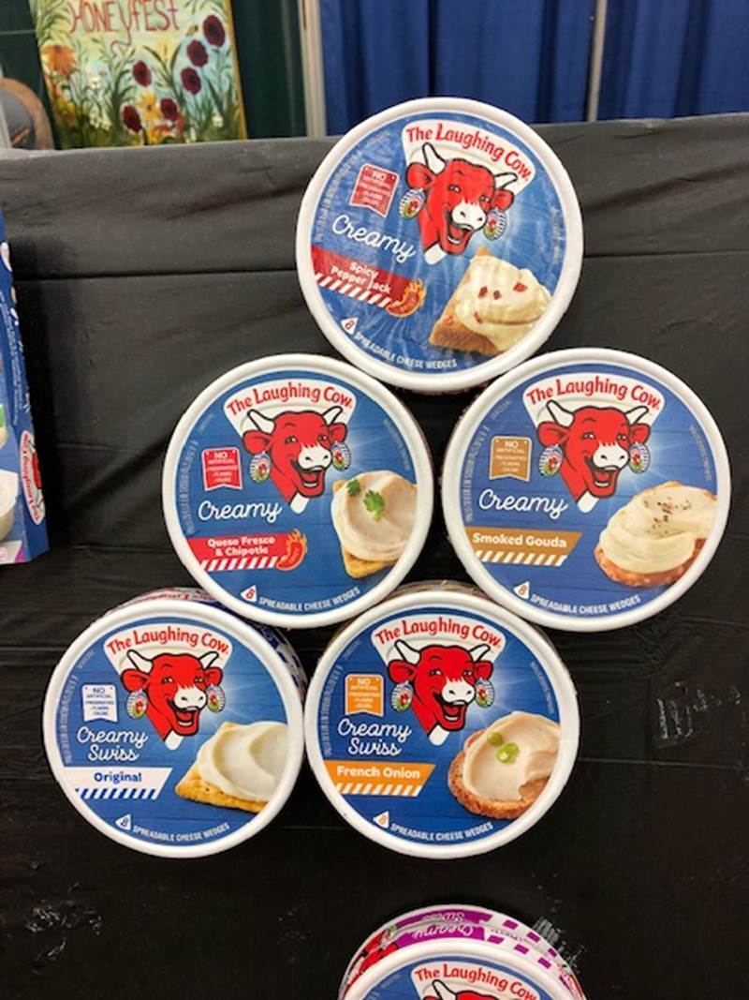 HONEYFEST
The Laughing Cow
NO
ARTIFICIAL
PRESERVATIVES
FLAVORS
COLORS
Creamy
Spicy
Pepper Jack
8 SPREADABLE CHEESE WEDGES
The Laughing Cow
NO
ARTIFICIAL
PRESERVATIVES
FLAVORS
COLORS
Creamy
Queso Fresco
& Chipotle
8 SPREADABLE CHEESE WEDGES
The Laughing Cow
NO
ARTIFICIAL
PRESERVATIVES
FLAVORS
COLORS
Creamy
Smoked Gouda
8 SPREADABLE CHEESE WEDGES
The Laughing Cow
NO
ARTIFICIAL
PRESERVATIVES
FLAVORS
COLORS
Creamy
Swiss
Original
8 SPREADABLE CHEESE WEDGES
The Laughing Cow
NO
ARTIFICIAL
PRESERVATIVES
FLAVORS
COLORS
Creamy
Swiss
French Onion
8 SPREADABLE CHEESE WEDGES
Creamy
Swiss
The Laughing Cow